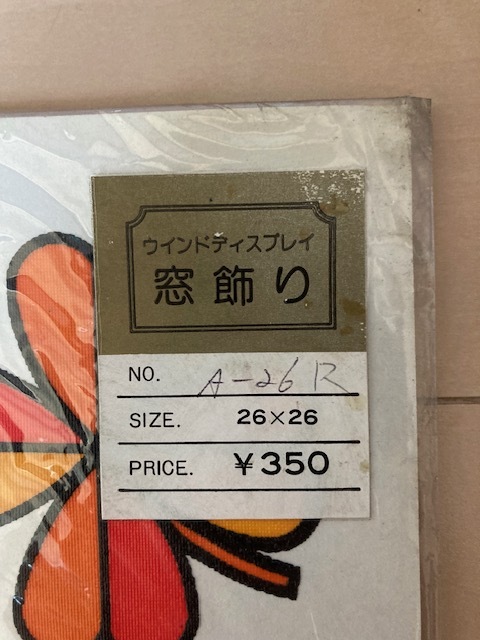 ウインドディスプレイ
窓飾り
NO. A-26 R
SIZE. 26×26
PRICE. ¥350